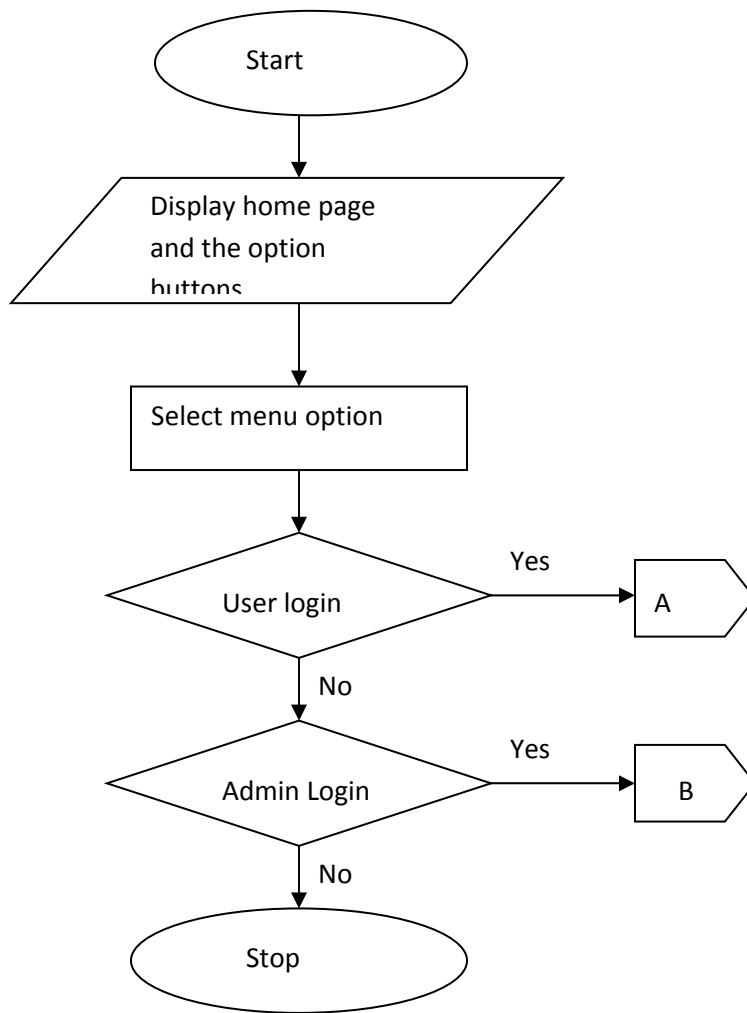 Start
Display home page
and the option
buttons
Select menu option
Yes
User login
A
No
Yes
Admin Login
B
No
Stop